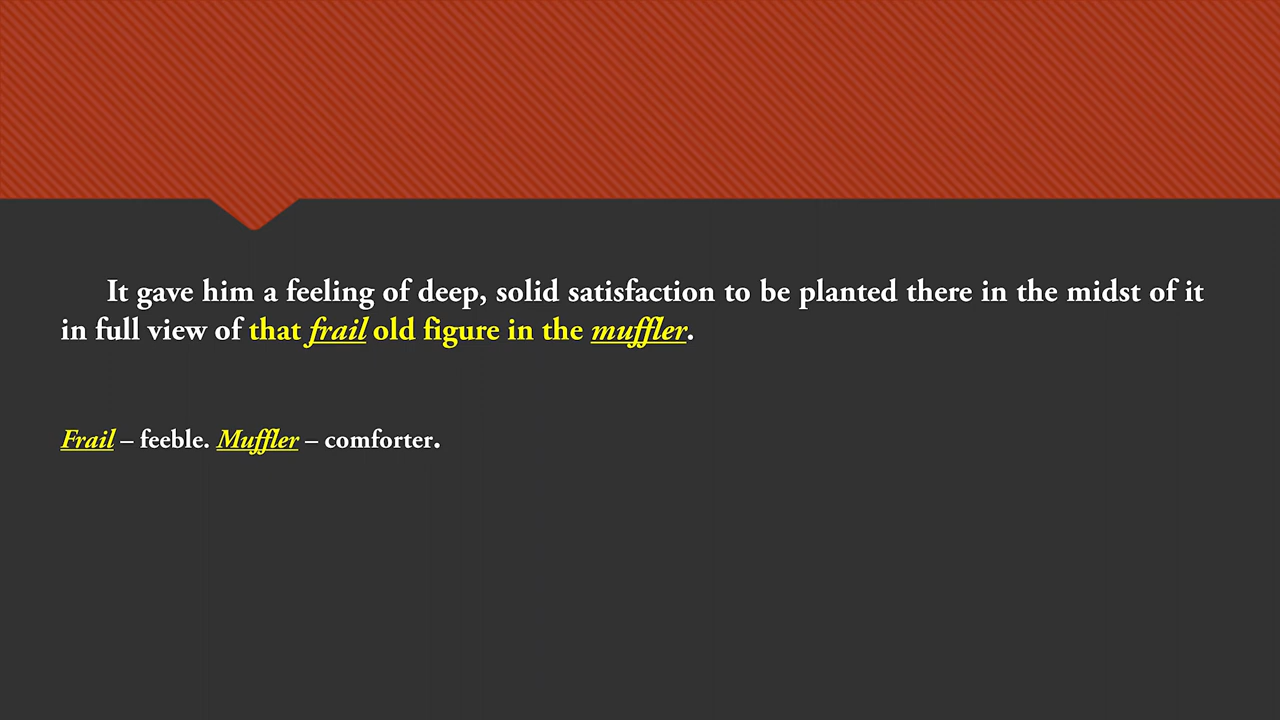 It gave him a feeling of deep, solid satisfaction to be planted there in the midst of it
in full view of that frail old figure in the muffler.
Frail – feeble. Muffler – comforter.